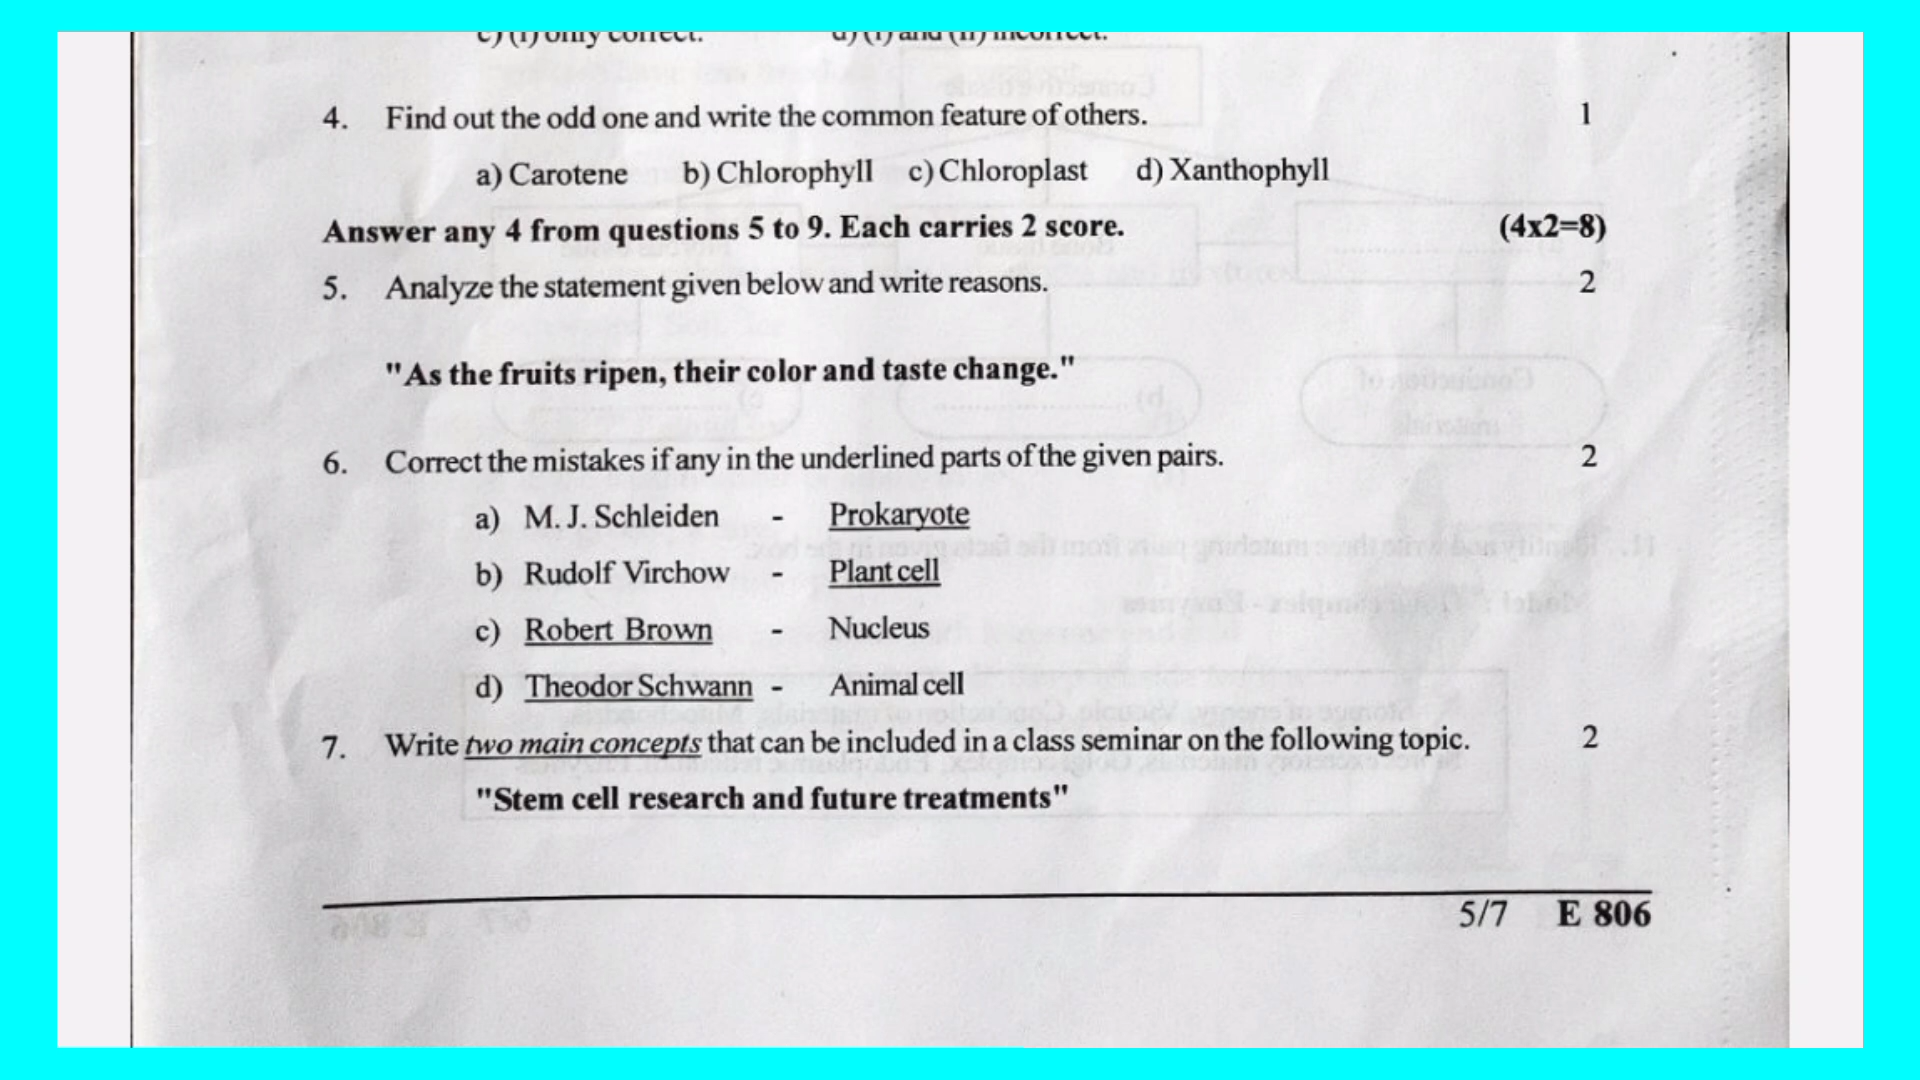 c) (i) only correct. d) (i) and (ii) incorrect.
4. Find out the odd one and write the common feature of others. 1
a) Carotene b) Chlorophyll c) Chloroplast d) Xanthophyll
Answer any 4 from questions 5 to 9. Each carries 2 score. (4x2=8)
5. Analyze the statement given below and write reasons. 2
"As the fruits ripen, their color and taste change."
6. Correct the mistakes if any in the underlined parts of the given pairs. 2
a) M. J. Schleiden - Prokaryote
b) Rudolf Virchow - Plant cell
c) Robert Brown - Nucleus
d) Theodor Schwann - Animal cell
7. Write two main concepts that can be included in a class seminar on the following topic. 2
"Stem cell research and future treatments"
5/7 E 806